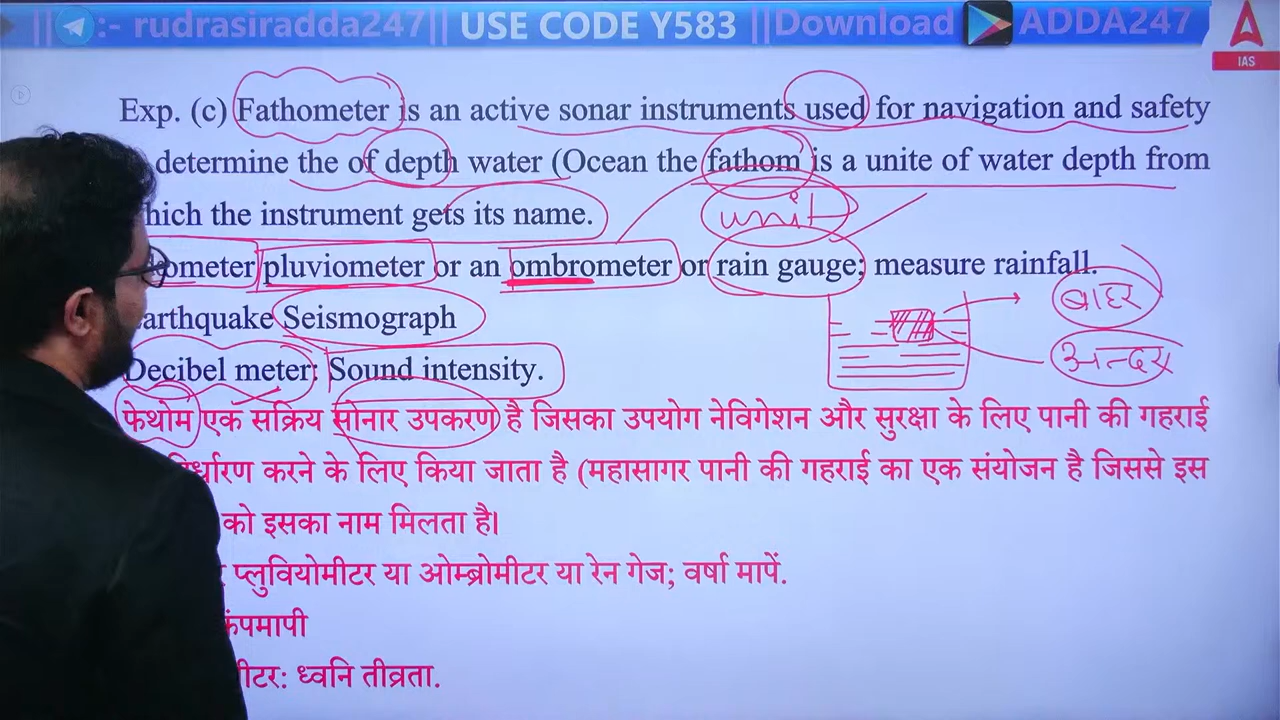 ||:- rudrasiradda247|| USE CODE Y583 ||Download ADDA247
IAS
Exp. (c) Fathometer is an active sonar instruments used for navigation and safety
determine the of depth water (Ocean the fathom is a unite of water depth from
hich the instrument gets its name.
unit
ometer pluviometer or an ombrometer or rain gauge; measure rainfall.
बाहर
arthquake Seismograph
अन्दर
Decibel meter: Sound intensity.
फेथोम एक सक्रिय सोनार उपकरण है जिसका उपयोग नेविगेशन और सुरक्षा के लिए पानी की गहराई
र्धारण करने के लिए किया जाता है (महासागर पानी की गहराई का एक संयोजन है जिससे इस
को इसका नाम मिलता है।
प्लुवियोमीटर या ओम्ब्रोमीटर या रेन गेज; वर्षा मापें.
कंपमापी
मीटर: ध्वनि तीव्रता.